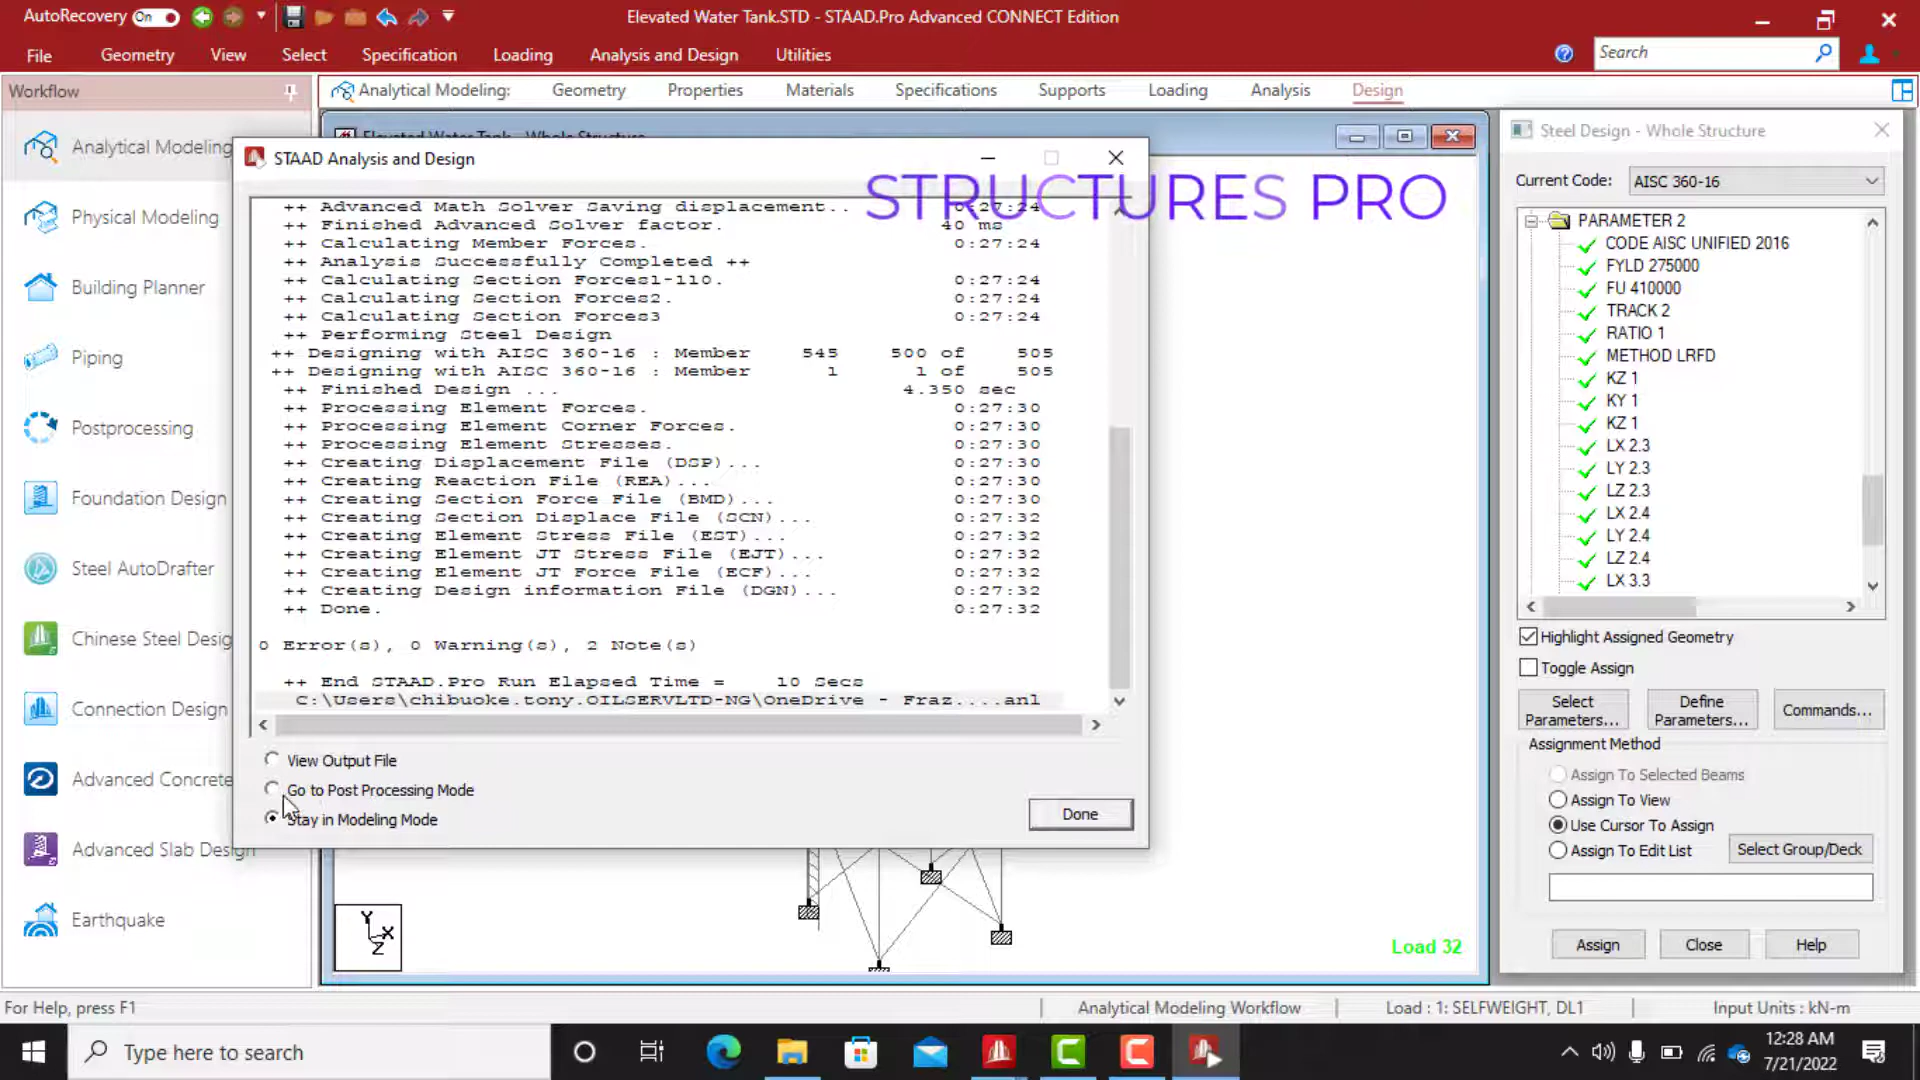 AutoRecovery On
Elevated Water Tank.STD - STAAD.Pro Advanced CONNECT Edition
File Geometry View Select Specification Loading Analysis and Design Utilities
Search
Workflow
Analytical Modeling: Geometry Properties Materials Specifications Supports Loading Analysis Design
Analytical Modeling
Physical Modeling
Building Planner
Piping
Postprocessing
Foundation Design
Steel AutoDrafter
Chinese Steel Desig
Connection Design
Advanced Concrete
Advanced Slab Design
Earthquake
Elevated Water Tank - Whole Structure
STAAD Analysis and Design
STRUCTURES PRO
++ Advanced Math Solver Saving displacement.. 0:27:24
++ Finished Advanced Solver factor. 40 ms
++ Calculating Member Forces. 0:27:24
++ Analysis Successfully Completed ++
++ Calculating Section Forces1-110. 0:27:24
++ Calculating Section Forces2. 0:27:24
++ Calculating Section Forces3 0:27:24
++ Performing Steel Design
++ Designing with AISC 360-16 : Member 545 500 of 505
++ Designing with AISC 360-16 : Member 1 1 of 505
++ Finished Design ... 4.350 sec
++ Processing Element Forces. 0:27:30
++ Processing Element Corner Forces. 0:27:30
++ Processing Element Stresses. 0:27:30
++ Creating Displacement File (DSP)... 0:27:30
++ Creating Reaction File (REA)... 0:27:30
++ Creating Section Force File (BMD)... 0:27:30
++ Creating Section Displace File (SCN)... 0:27:32
++ Creating Element Stress File (EST)... 0:27:32
++ Creating Element JT Stress File (EJT)... 0:27:32
++ Creating Element JT Force File (ECF)... 0:27:32
++ Creating Design information File (DGN)... 0:27:32
++ Done. 0:27:32
0 Error(s), 0 Warning(s), 2 Note(s)
++ End STAAD.Pro Run Elapsed Time = 10 Secs
C:\Users\chibuoke.tony.OILSERVLTD-NG\OneDrive - Fraz....anl
View Output File
Go to Post Processing Mode
Stay in Modeling Mode
Done
Y
X
Z
Load 32
Steel Design - Whole Structure
Current Code: AISC 360-16
PARAMETER 2
CODE AISC UNIFIED 2016
FYLD 275000
FU 410000
TRACK 2
RATIO 1
METHOD LRFD
KZ 1
KY 1
KZ 1
LX 2.3
LY 2.3
LZ 2.3
LX 2.4
LY 2.4
LZ 2.4
LX 3.3
Highlight Assigned Geometry
Toggle Assign
Select Parameters... Define Parameters... Commands...
Assignment Method
Assign To Selected Beams
Assign To View
Use Cursor To Assign
Assign To Edit List
Select Group/Deck
Assign Close Help
For Help, press F1
Analytical Modeling Workflow
Load : 1: SELFWEIGHT, DL1
Input Units : kN-m
Type here to search
12:28 AM
7/21/2022